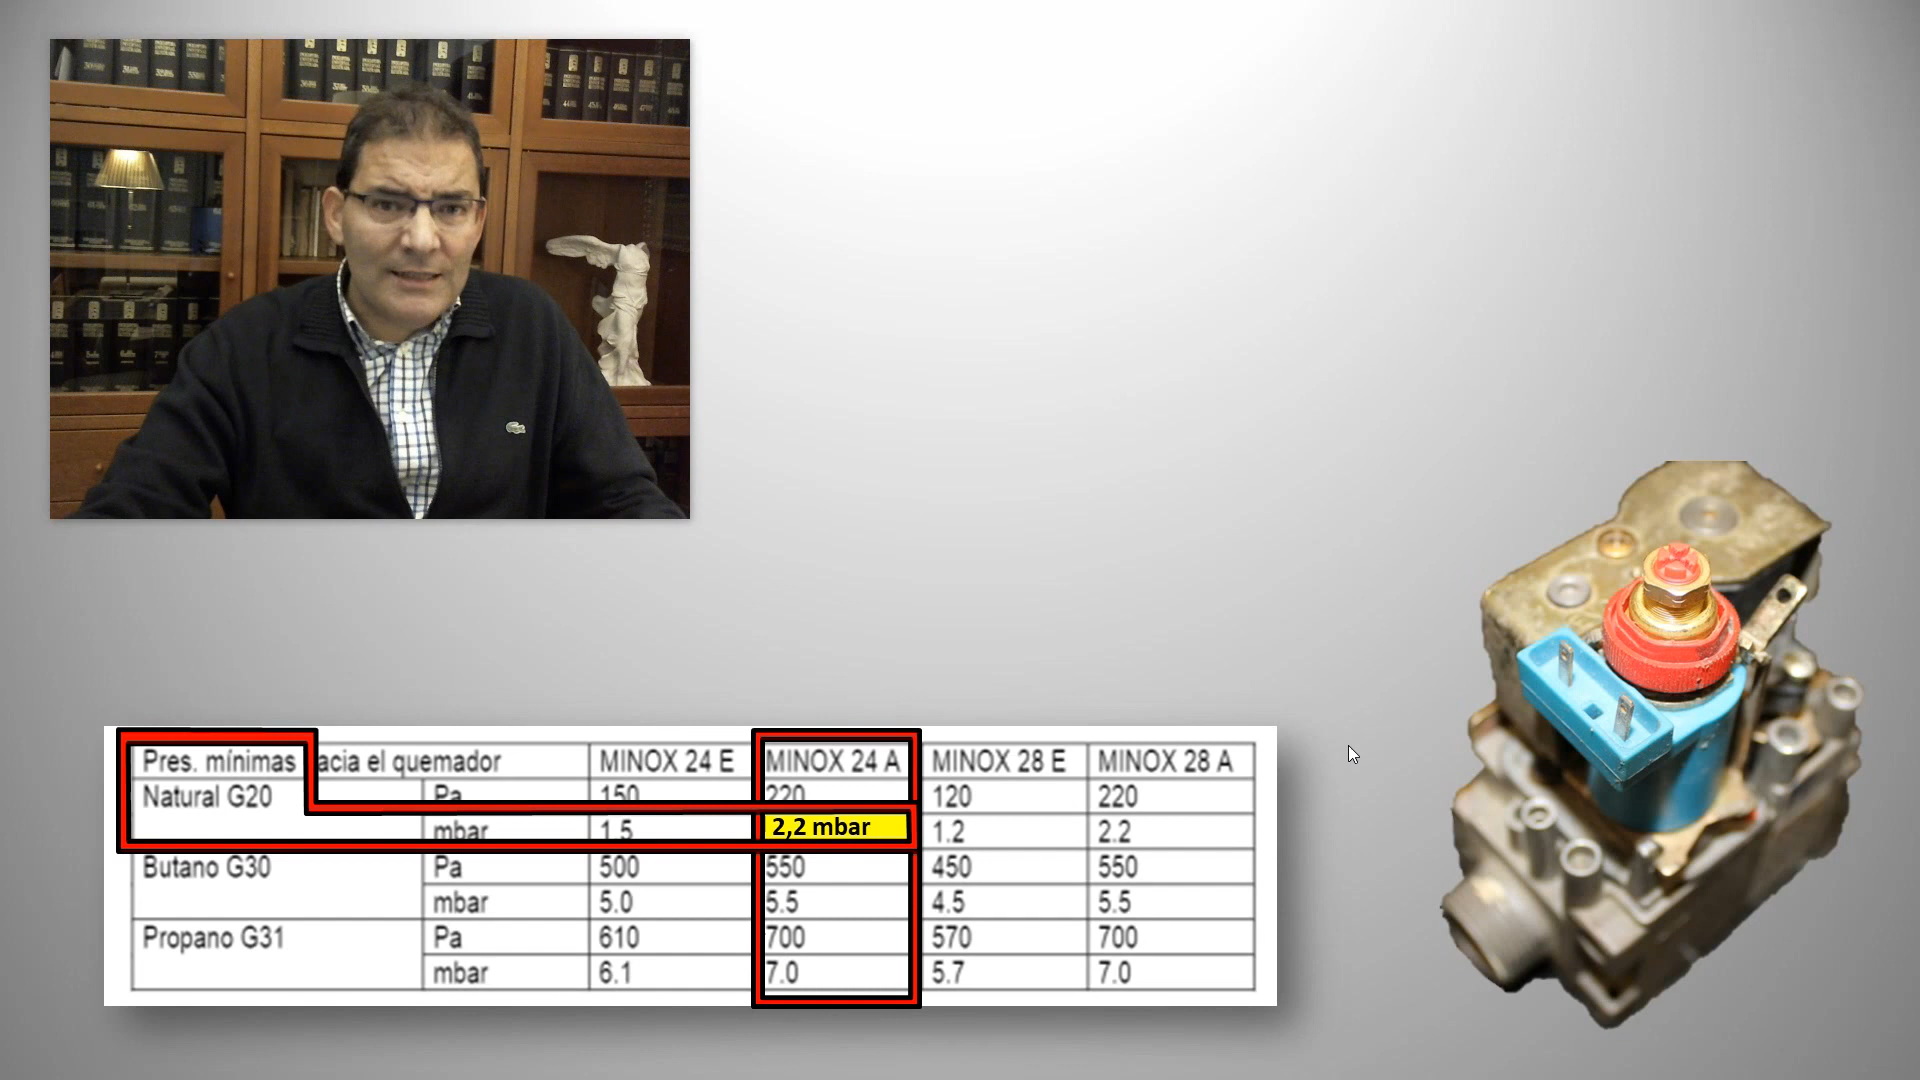 Pres. mínimas acia el quemador MINOX 24 E MINOX 24 A MINOX 28 E MINOX 28 A
Natural G20 Pa 150 220 120 220
mbar 1.5 2,2 mbar 1.2 2.2
Butano G30 Pa 500 550 450 550
mbar 5.0 5.5 4.5 5.5
Propano G31 Pa 610 700 570 700
mbar 6.1 7.0 5.7 7.0